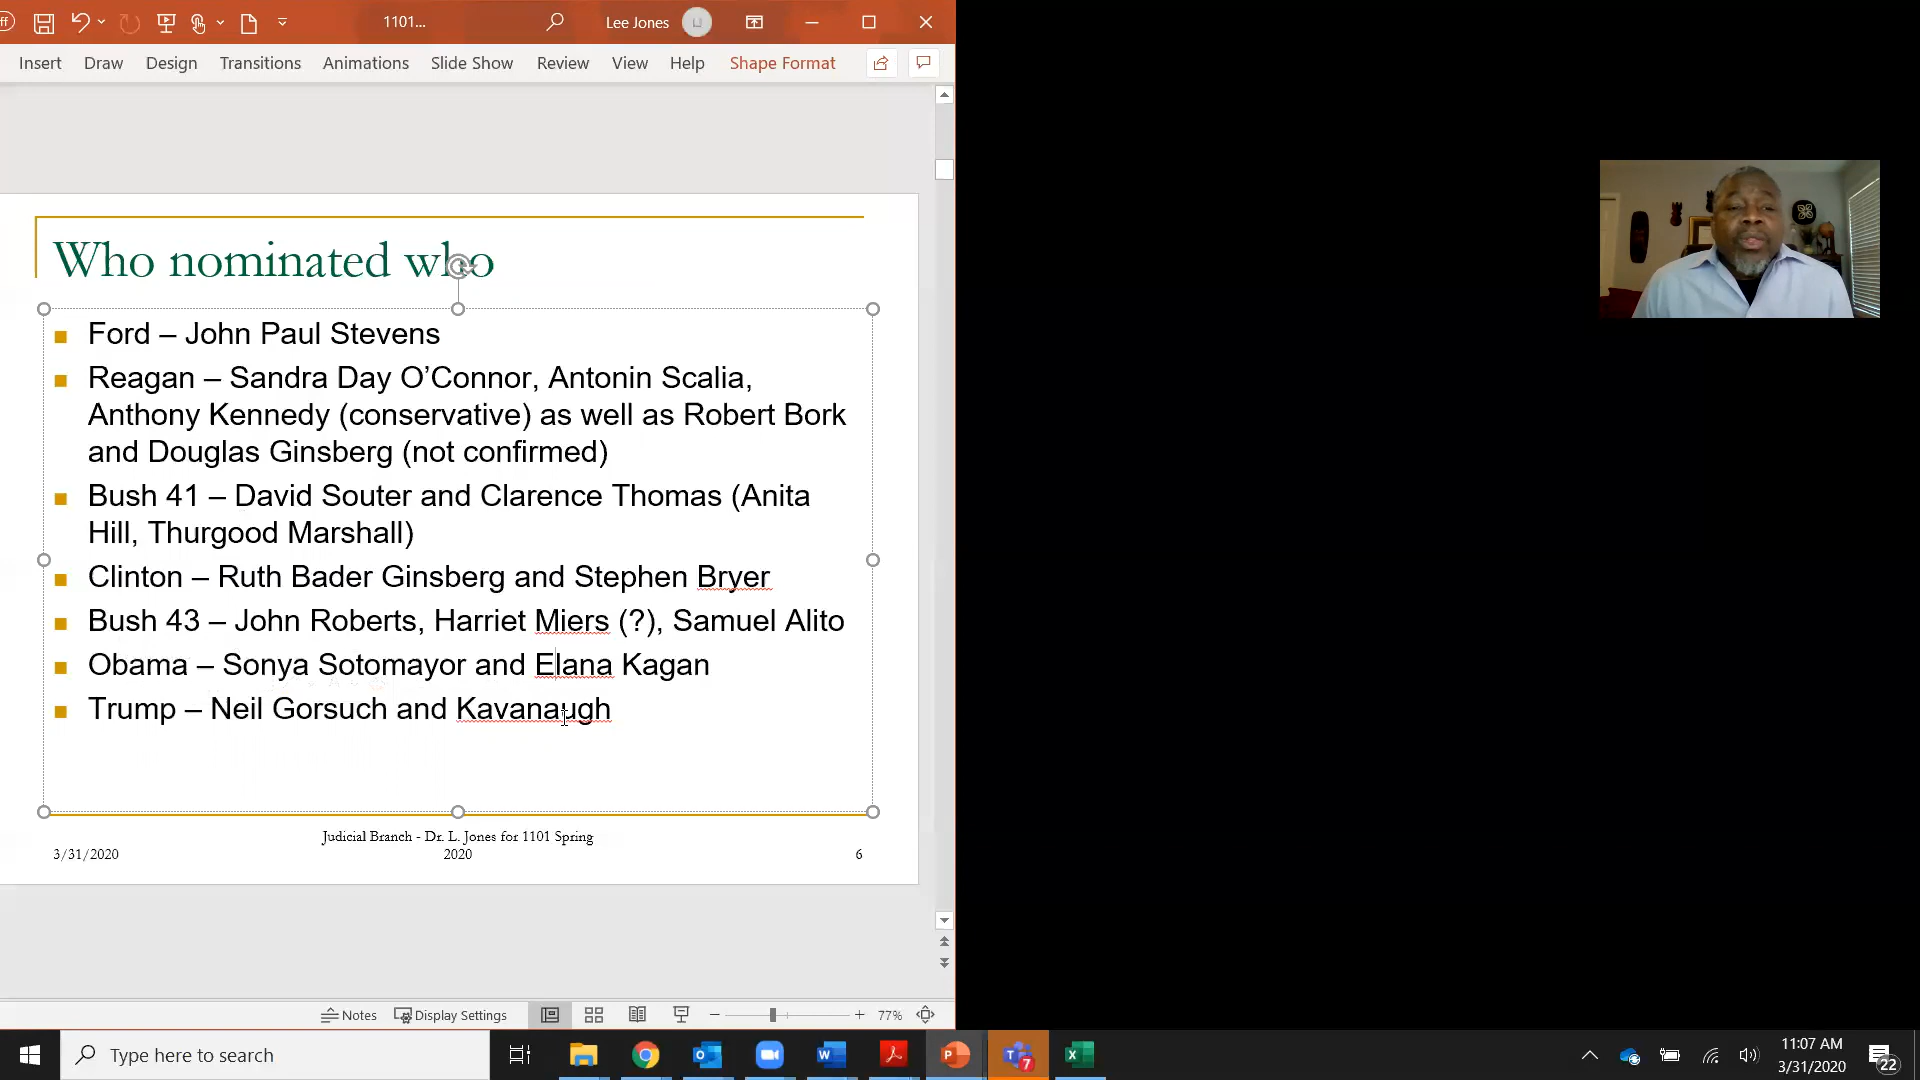 1101...
Lee Jones
LJ
Insert Draw Design Transitions Animations Slide Show Review View Help Shape Format
Who nominated who
Ford – John Paul Stevens
Reagan – Sandra Day O’Connor, Antonin Scalia,
Anthony Kennedy (conservative) as well as Robert Bork
and Douglas Ginsberg (not confirmed)
Bush 41 – David Souter and Clarence Thomas (Anita
Hill, Thurgood Marshall)
Clinton – Ruth Bader Ginsberg and Stephen Bryer
Bush 43 – John Roberts, Harriet Miers (?), Samuel Alito
Obama – Sonya Sotomayor and Elana Kagan
Trump – Neil Gorsuch and Kavanaugh
Judicial Branch - Dr. L. Jones for 1101 Spring
3/31/2020 2020 6
Notes Display Settings 77%
Type here to search
11:07 AM
3/31/2020
7
22